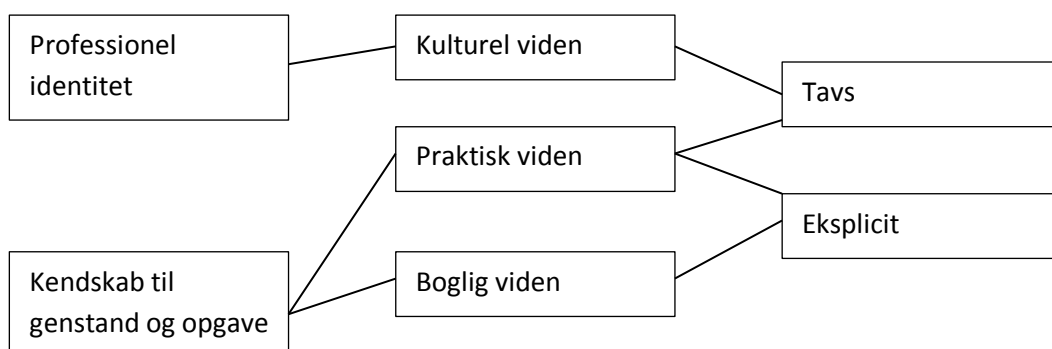 Professionel
identitet
Kulturel viden
Tavs
Praktisk viden
Eksplicit
Kendskab til
genstand og opgave
Boglig viden